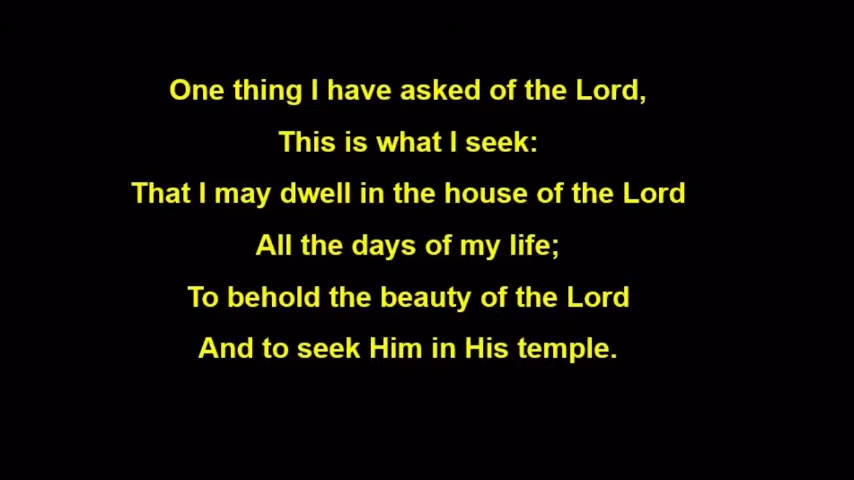 One thing I have asked of the Lord,
This is what I seek:
That I may dwell in the house of the Lord
All the days of my life;
To behold the beauty of the Lord
And to seek Him in His temple.